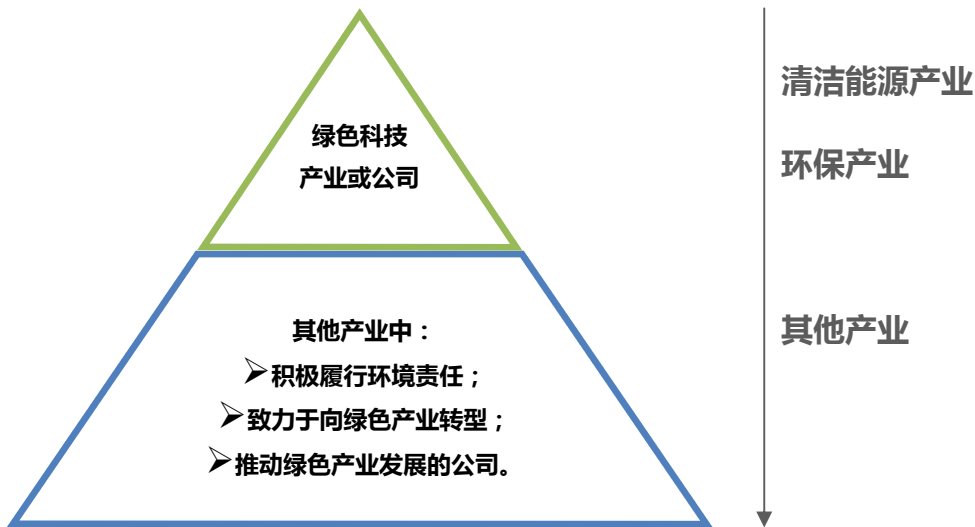 绿色科技
产业或公司
其他产业中：
➢积极履行环境责任；
➢致力于向绿色产业转型；
➢推动绿色产业发展的公司。
清洁能源产业
环保产业
其他产业